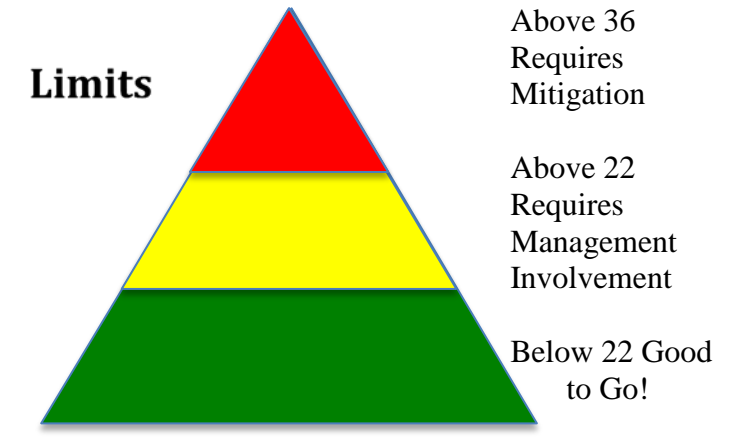 Limits
Above 36
Requires
Mitigation
Above 22
Requires
Management
Involvement
Below 22 Good
to Go!